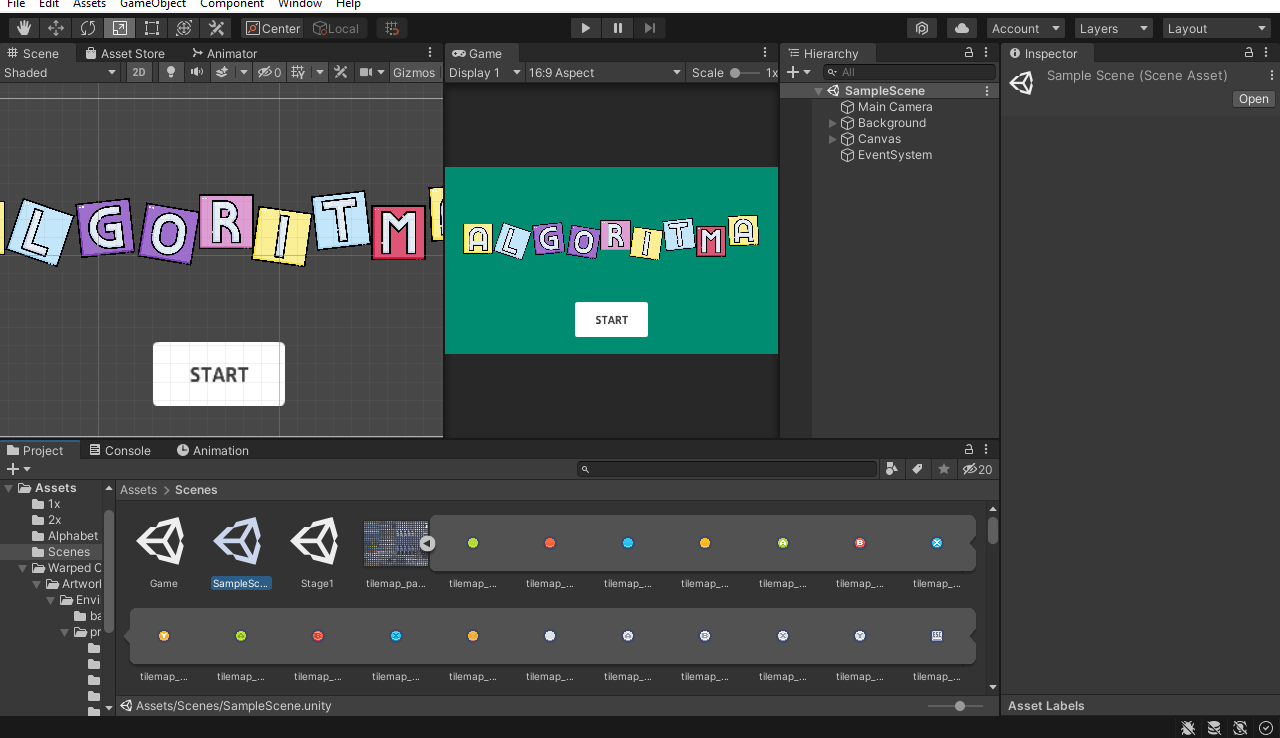 File Edit Assets GameObject Component Window Help
Center Local Account Layers Layout
Scene Asset Store Animator
Game
Hierarchy
Inspector
Shaded 2D 0 Gizmos
Display 1 16:9 Aspect Scale 1x
All
Sample Scene (Scene Asset)
Open
SampleScene
Main Camera
Background
Canvas
EventSystem
LGORITM
START
ALGORITMA
START
Project Console Animation
20
Assets
1x
2x
Alphabet
Scenes
Warped C
Artwor
Envi
ba
pr
Assets > Scenes
A B X
Game SampleSc... Stage1 tilemap_pa... tilemap_... tilemap_... tilemap_... tilemap_... tilemap_... tilemap_... tilemap_...
Y A B X A B X Y
tilemap_... tilemap_... tilemap_... tilemap_... tilemap_... tilemap_... tilemap_... tilemap_... tilemap_... tilemap_... tilemap_...
Assets/Scenes/SampleScene.unity
Asset Labels